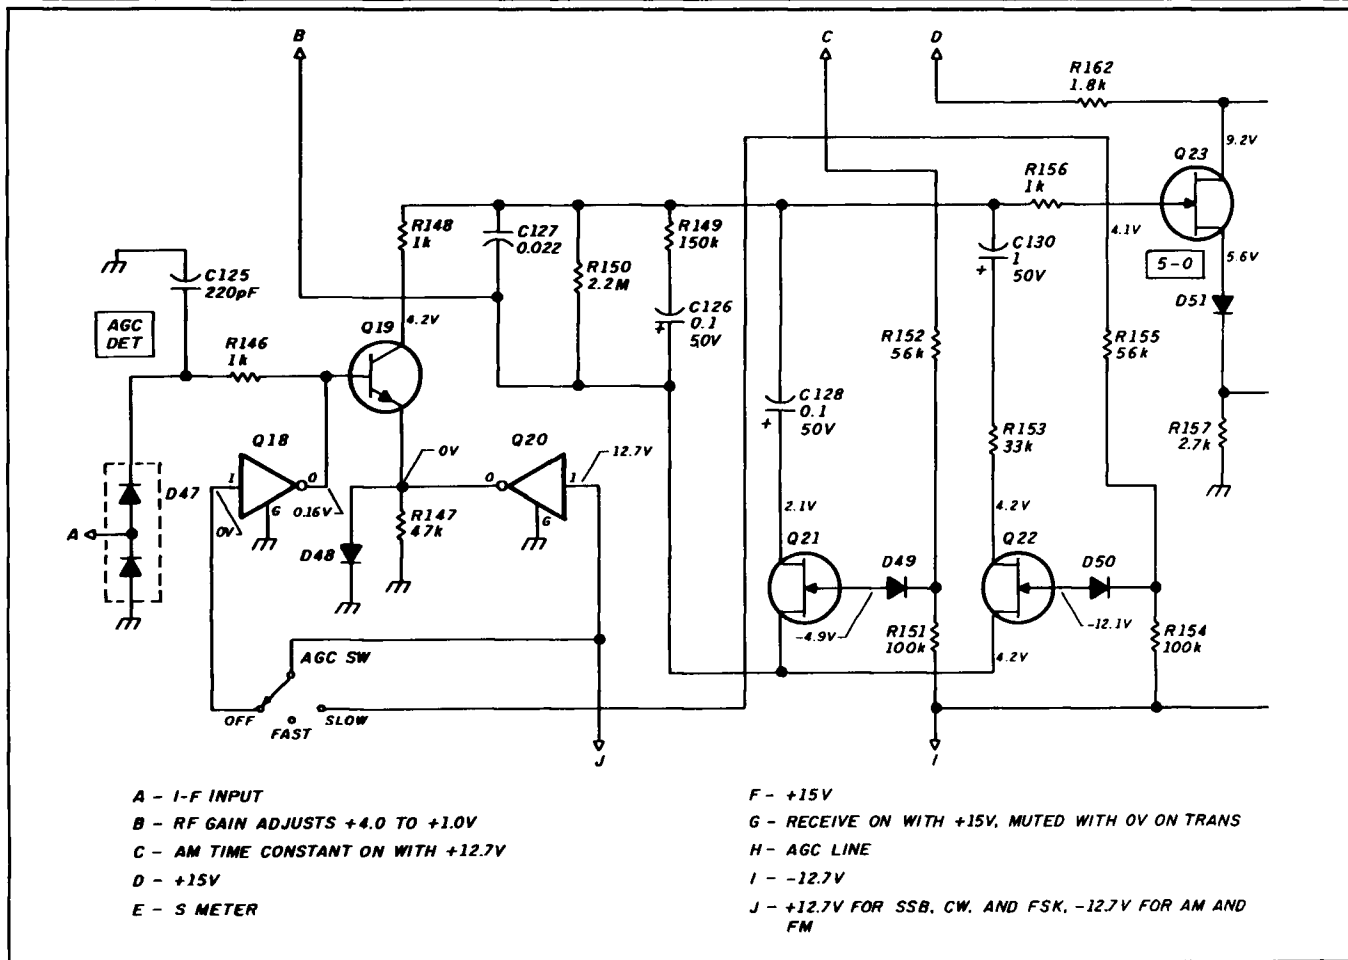 B
C
D
R162
1.8k
9.2V
Q23
R156
1k
4.1V
R148
1k
C127
0.022
R149
150k
C130
1
+
50V
5-0
5.6V
C125
220pF
R150
2.2M
D51
AGC
DET
Q19
4.2V
C126
0.1
+
50V
R152
56k
R155
56k
R146
1k
C128
0.1
+
50V
R153
33k
R157
2.7k
Q18
Q20
0V
12.7V
I
O
O
I
D47
G
0.16V
R147
47k
G
2.1V
4.2V
0V
A
D48
Q21
D49
Q22
D50
-4.9V
R151
100k
-12.1V
R154
100k
4.2V
AGC SW
OFF
FAST
SLOW
J
I
A - I-F INPUT
B - RF GAIN ADJUSTS +4.0 TO +1.0V
C - AM TIME CONSTANT ON WITH +12.7V
D - +15V
E - S METER
F - +15V
G - RECEIVE ON WITH +15V, MUTED WITH 0V ON TRANS
H - AGC LINE
I - -12.7V
J - +12.7V FOR SSB, CW, AND FSK, -12.7V FOR AM AND
FM